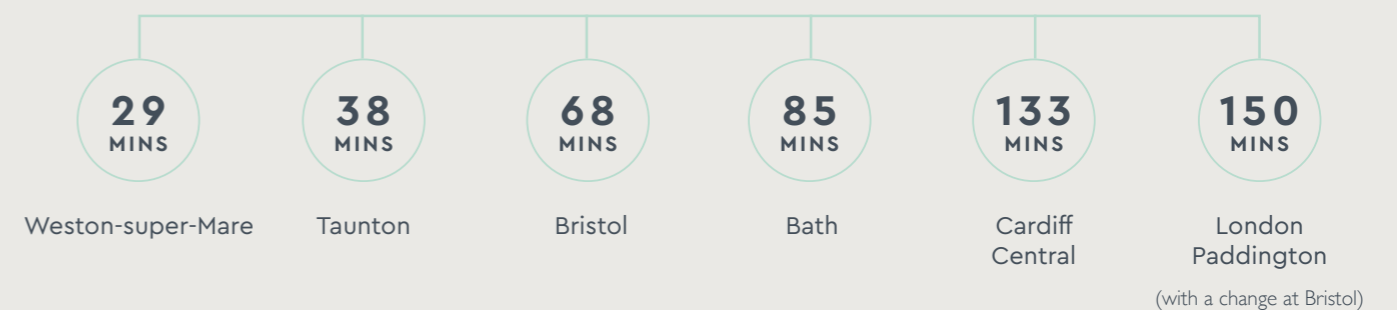 29
MINS
Weston-super-Mare
38
MINS
Taunton
68
MINS
Bristol
85
MINS
Bath
133
MINS
Cardiff
Central
150
MINS
London
Paddington
(with a change at Bristol)